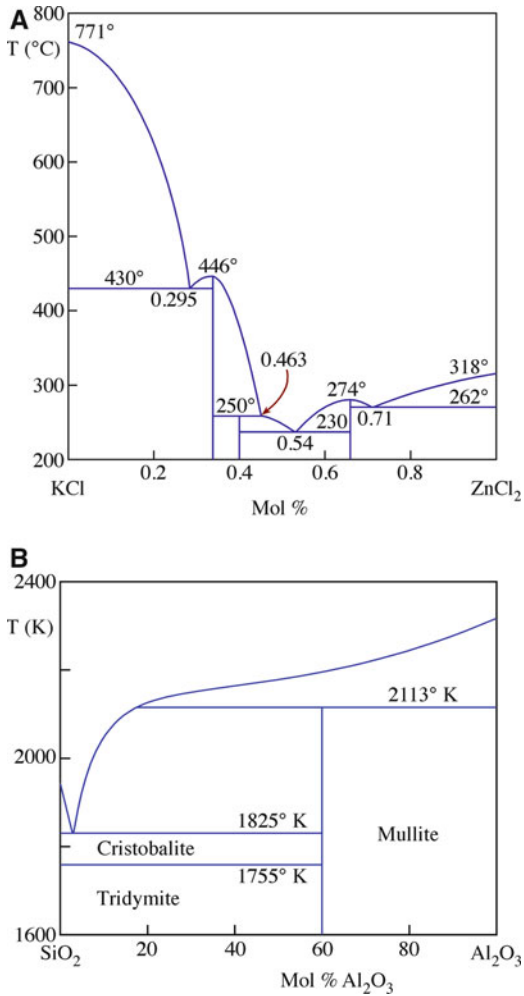 A
800
T (°C)
771°
700
600
500
400
300
200
446°
430°
0.295
0.463
318°
274°
250°
262°
230
0.71
0.54
KCl
0.2
0.4
0.6
0.8
ZnCl₂
Mol %
B
2400
T (K)
2113° K
2000
1825° K
Cristobalite
Mullite
1755° K
Tridymite
1600
SiO₂
20
40
60
80
Al₂O₃
Mol % Al₂O₃